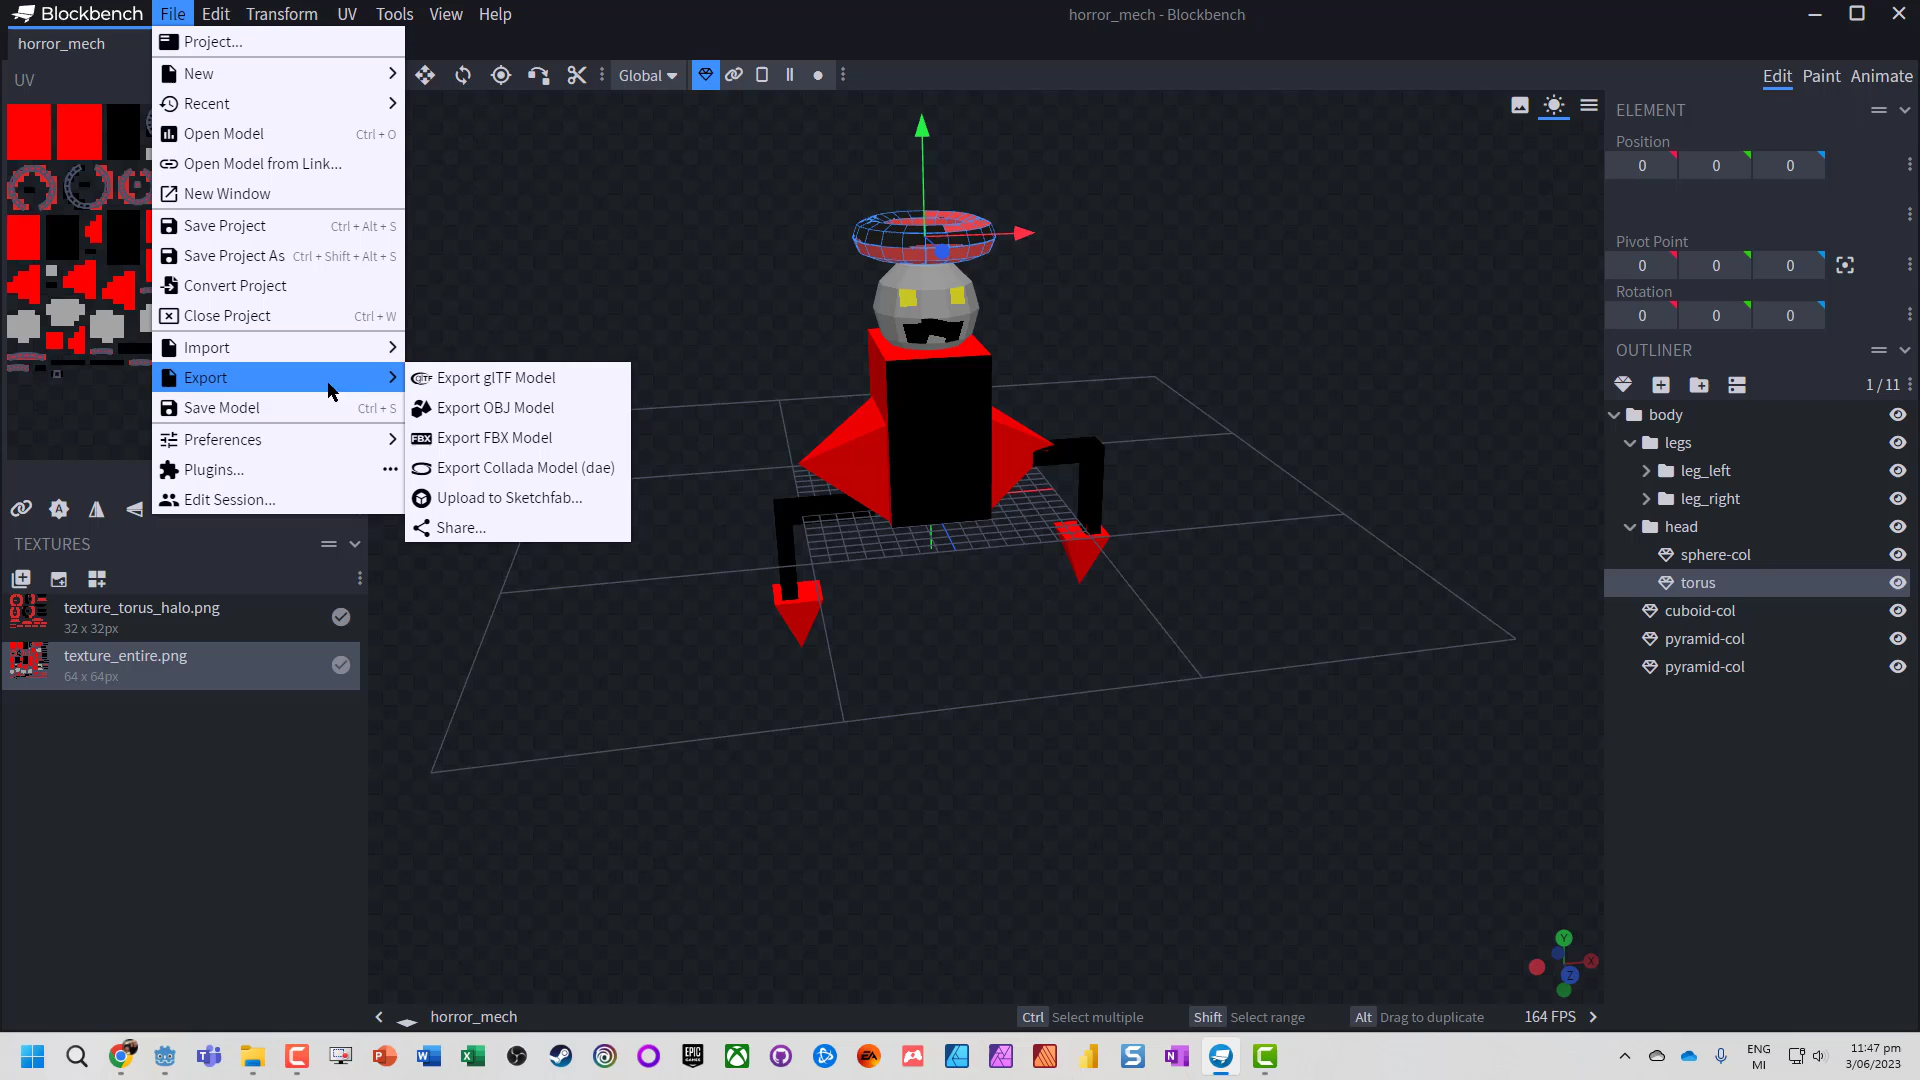 Blockbench
File
Edit
Transform
UV
Tools
View
Help
horror_mech - Blockbench
horror_mech
UV
Project...
New
Recent
Open Model
Ctrl + O
Open Model from Link...
New Window
Save Project
Ctrl + Alt + S
Save Project As
Ctrl + Shift + Alt + S
Convert Project
Close Project
Ctrl + W
Import
Export
Save Model
Ctrl + S
Preferences
Plugins...
Edit Session...
Export glTF Model
Export OBJ Model
FBX
Export FBX Model
Export Collada Model (dae)
Upload to Sketchfab...
Share...
Global
Edit
Paint
Animate
ELEMENT
Position
0
0
0
Pivot Point
0
0
0
Rotation
0
0
0
OUTLINER
1 / 11
body
legs
leg_left
leg_right
head
sphere-col
torus
cuboid-col
pyramid-col
pyramid-col
TEXTURES
texture_torus_halo.png
32 x 32px
texture_entire.png
64 x 64px
Y
X
Z
horror_mech
Ctrl
Select multiple
Shift
Select range
Alt
Drag to duplicate
164 FPS
ENG
MI
11:47 pm
3/06/2023